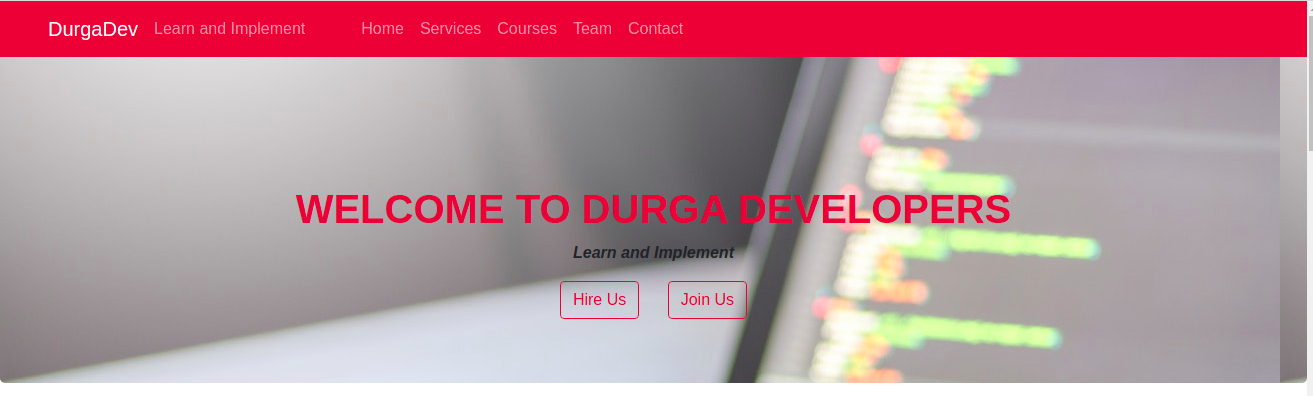 DurgaDev Learn and Implement Home Services Courses Team Contact
WELCOME TO DURGA DEVELOPERS
Learn and Implement
Hire Us Join Us